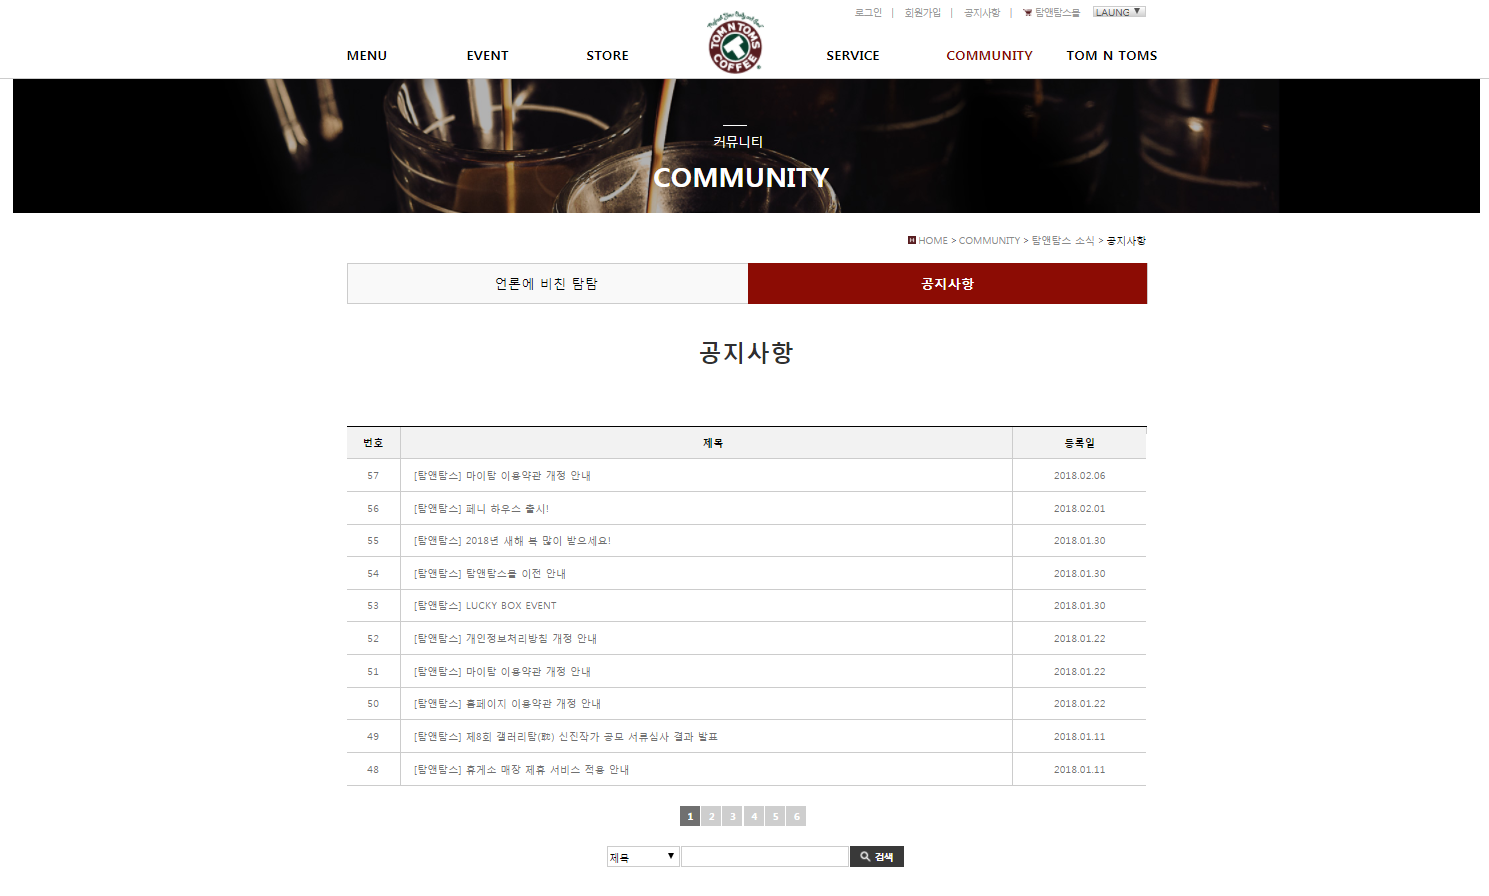 로그인 | 회원가입 | 공지사항 | 탐앤탐스몰 LAUNG ▼
MENU EVENT STORE TOM N TOMS COFFEE SERVICE COMMUNITY TOM N TOMS
커뮤니티
COMMUNITY
HOME > COMMUNITY > 탐앤탐스 소식 > 공지사항
언론에 비친 탐탐 공지사항
공지사항
번호 제목 등록일
57 [탐앤탐스] 마이탐 이용약관 개정 안내 2018.02.06
56 [탐앤탐스] 페니 하우스 출시! 2018.02.01
55 [탐앤탐스] 2018년 새해 복 많이 받으세요! 2018.01.30
54 [탐앤탐스] 탐앤탐스몰 이전 안내 2018.01.30
53 [탐앤탐스] LUCKY BOX EVENT 2018.01.30
52 [탐앤탐스] 개인정보처리방침 개정 안내 2018.01.22
51 [탐앤탐스] 마이탐 이용약관 개정 안내 2018.01.22
50 [탐앤탐스] 홈페이지 이용약관 개정 안내 2018.01.22
49 [탐앤탐스] 제8회 갤러리탐(耽) 신진작가 공모 서류심사 결과 발표 2018.01.11
48 [탐앤탐스] 휴게소 매장 제휴 서비스 적용 안내 2018.01.11
1 2 3 4 5 6
제목 ▼ 검색